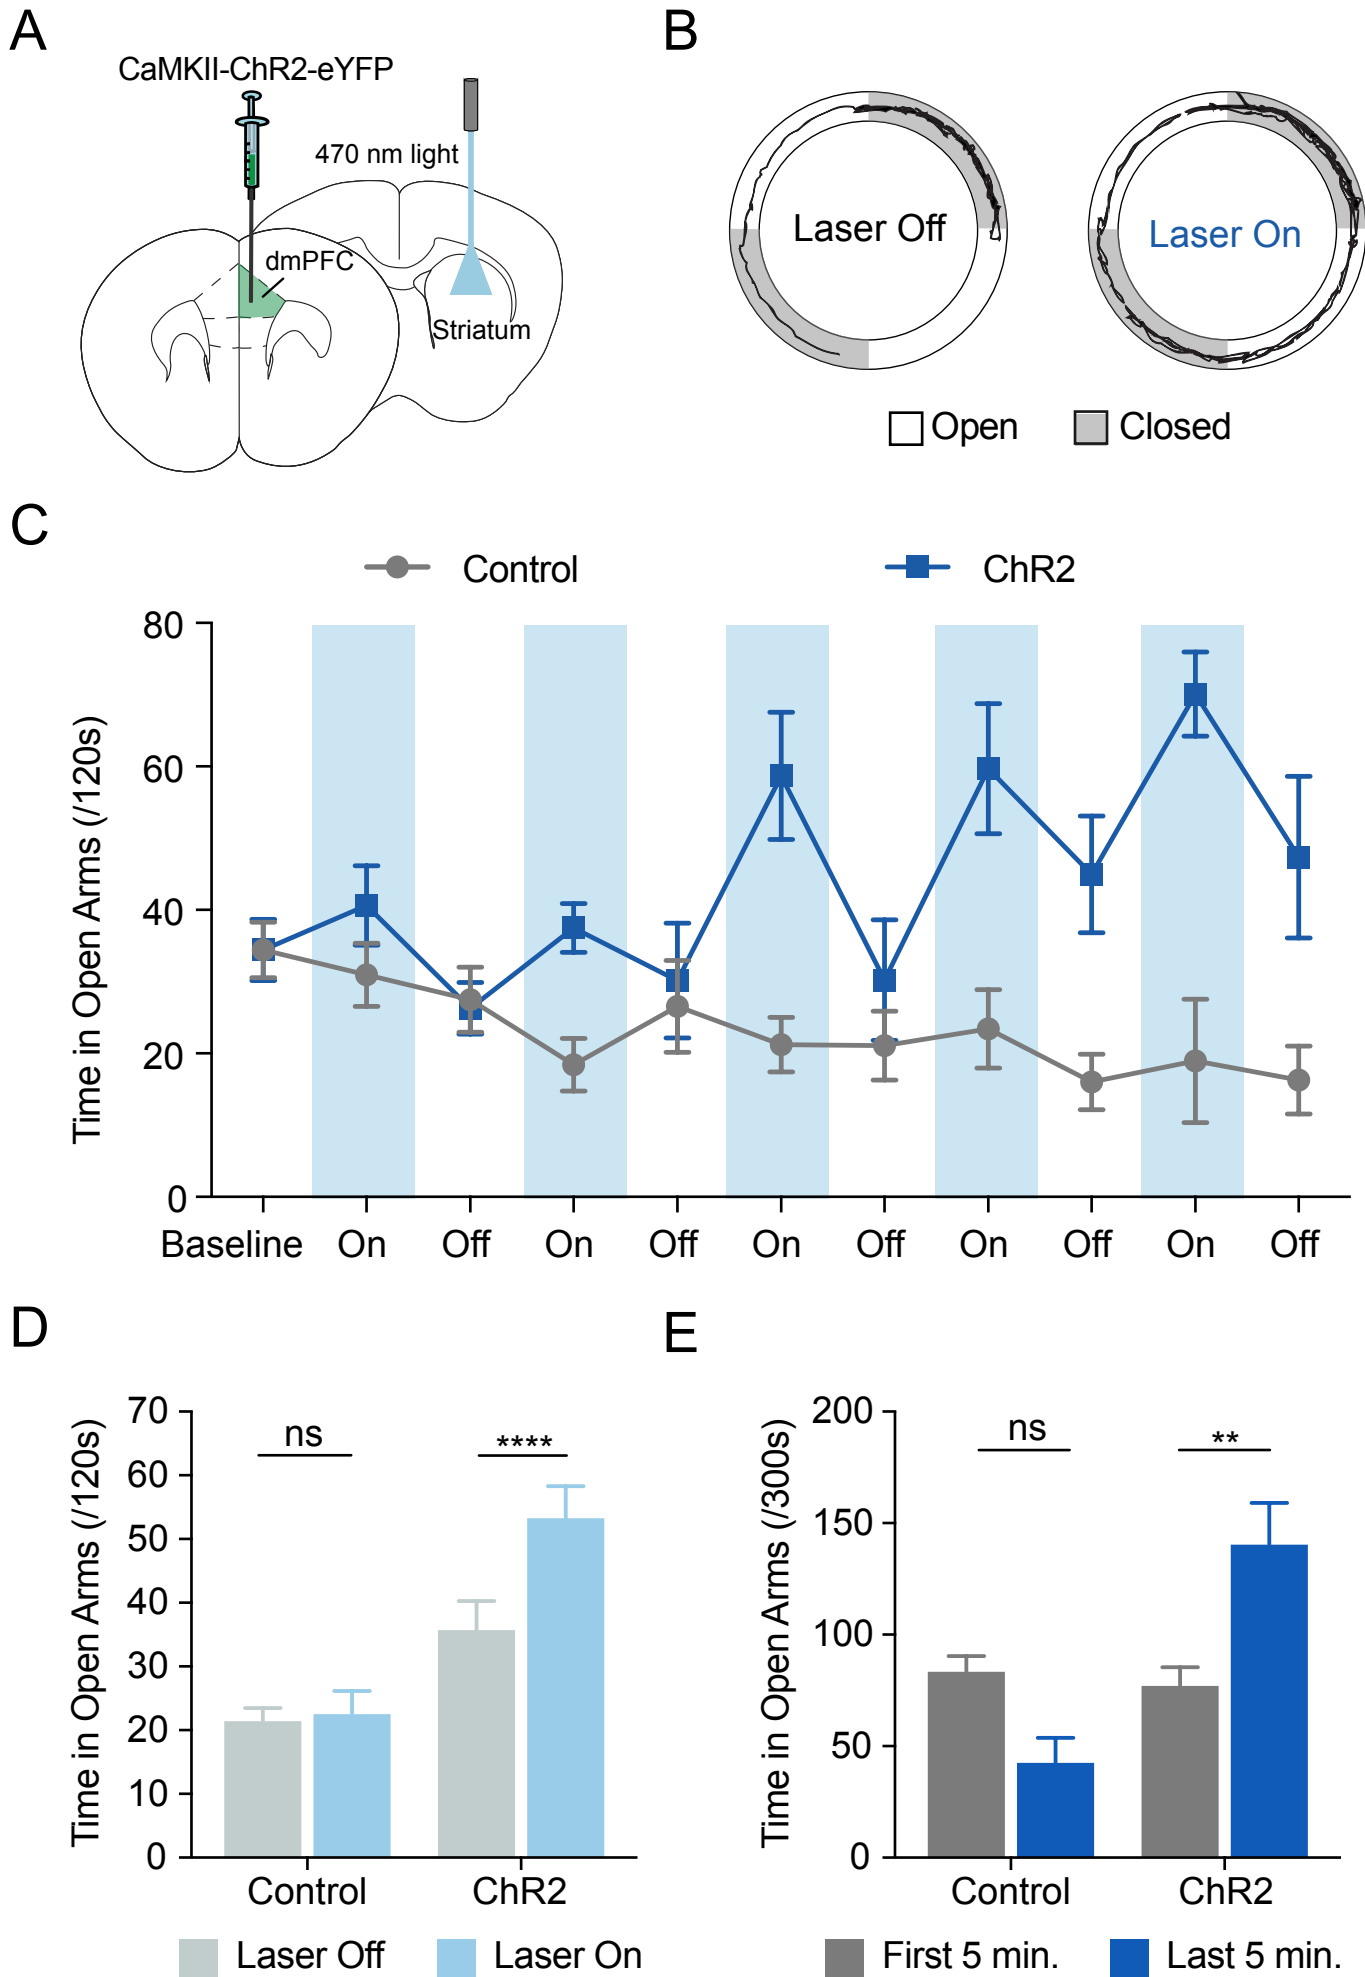 A
CaMKII-ChR2-eYFP
470 nm light
dmPFC
Striatum
B
Laser Off
Laser On
Open
Closed
C
Control
ChR2
Time in Open Arms (/120s)
80
60
40
20
0
Baseline On Off On Off On Off On Off On Off
D
Time in Open Arms (/120s)
70
60
50
40
30
20
10
0
ns
****
Control
ChR2
Laser Off
Laser On
E
Time in Open Arms (/300s)
200
150
100
50
0
ns
**
Control
ChR2
First 5 min.
Last 5 min.